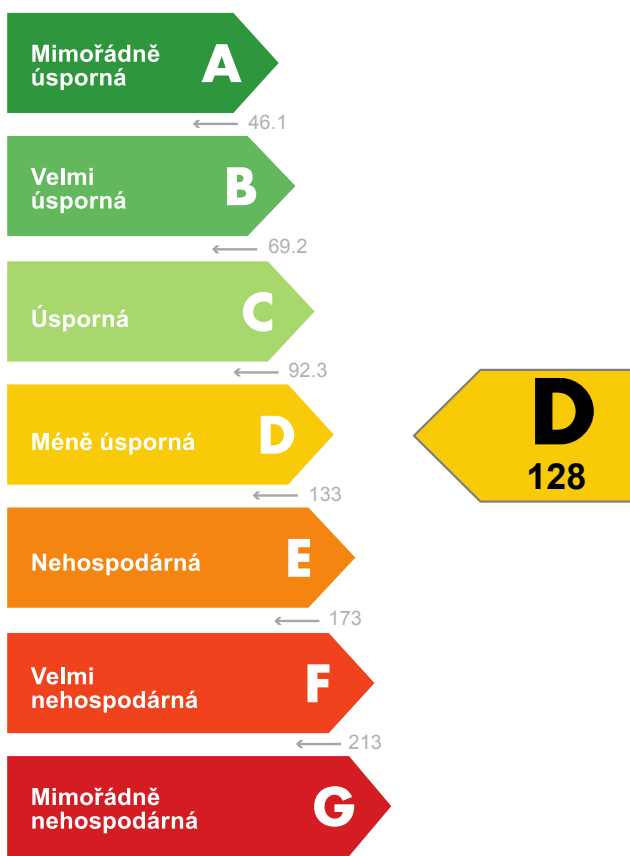 Mimořádně
úsporná A
46.1
Velmi
úsporná B
69.2
Úsporná C
92.3
Méně úsporná D
D
128
133
Nehospodárná E
173
Velmi
nehospodárná F
213
Mimořádně
nehospodárná G